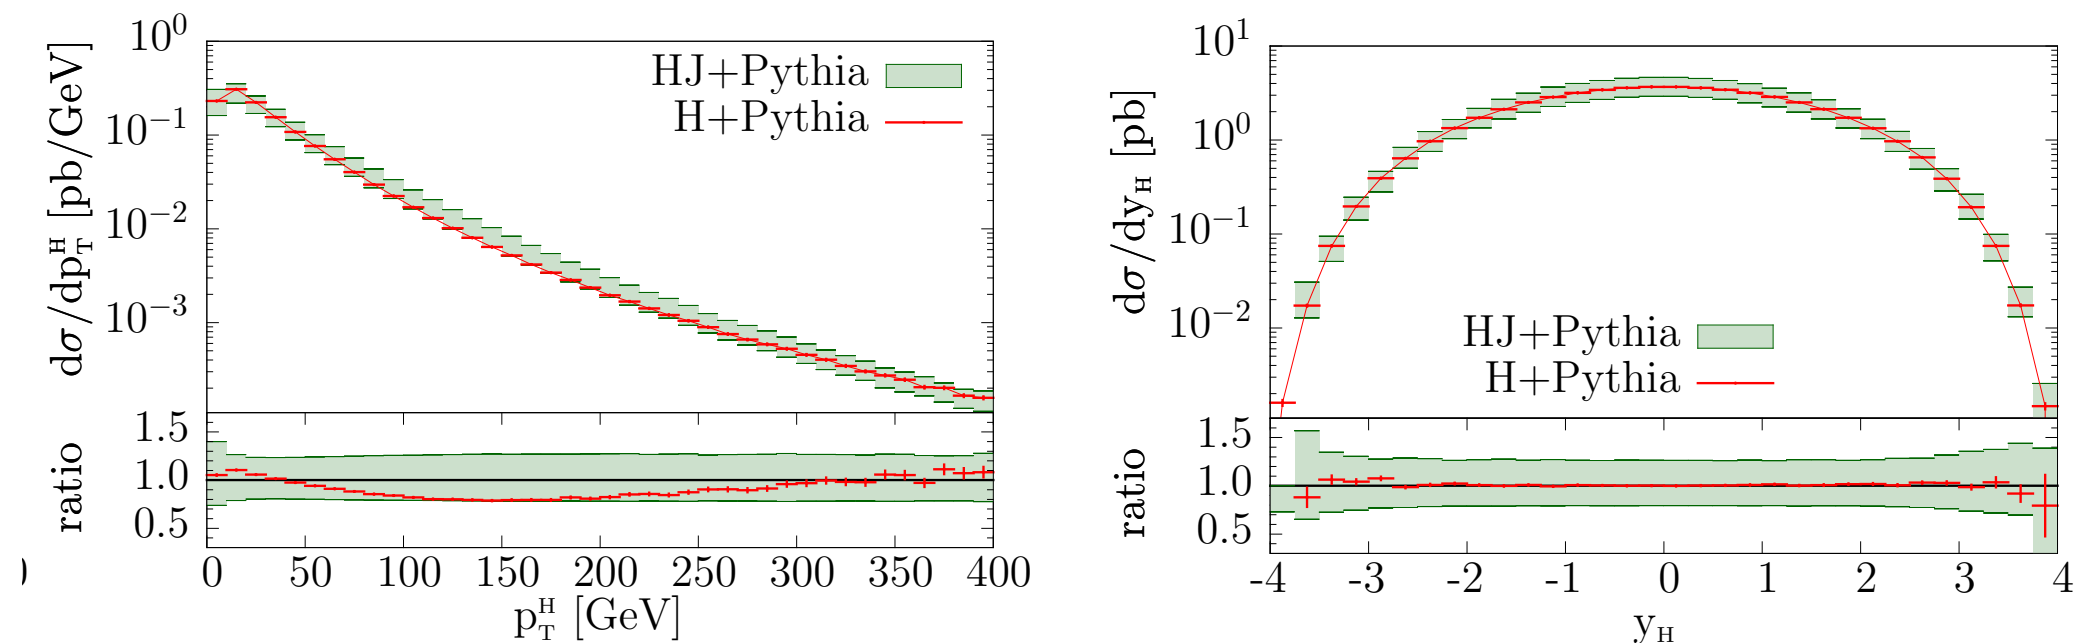 dσ/dp_T^H [pb/GeV]
10^0
10^-1
10^-2
10^-3
HJ+Pythia
H+Pythia
ratio
1.5
1.0
0.5
0 50 100 150 200 250 300 350 400
p_T^H [GeV]
)
dσ/dy_H [pb]
10^1
10^0
10^-1
10^-2
HJ+Pythia
H+Pythia
ratio
1.5
1.0
0.5
-4 -3 -2 -1 0 1 2 3 4
y_H